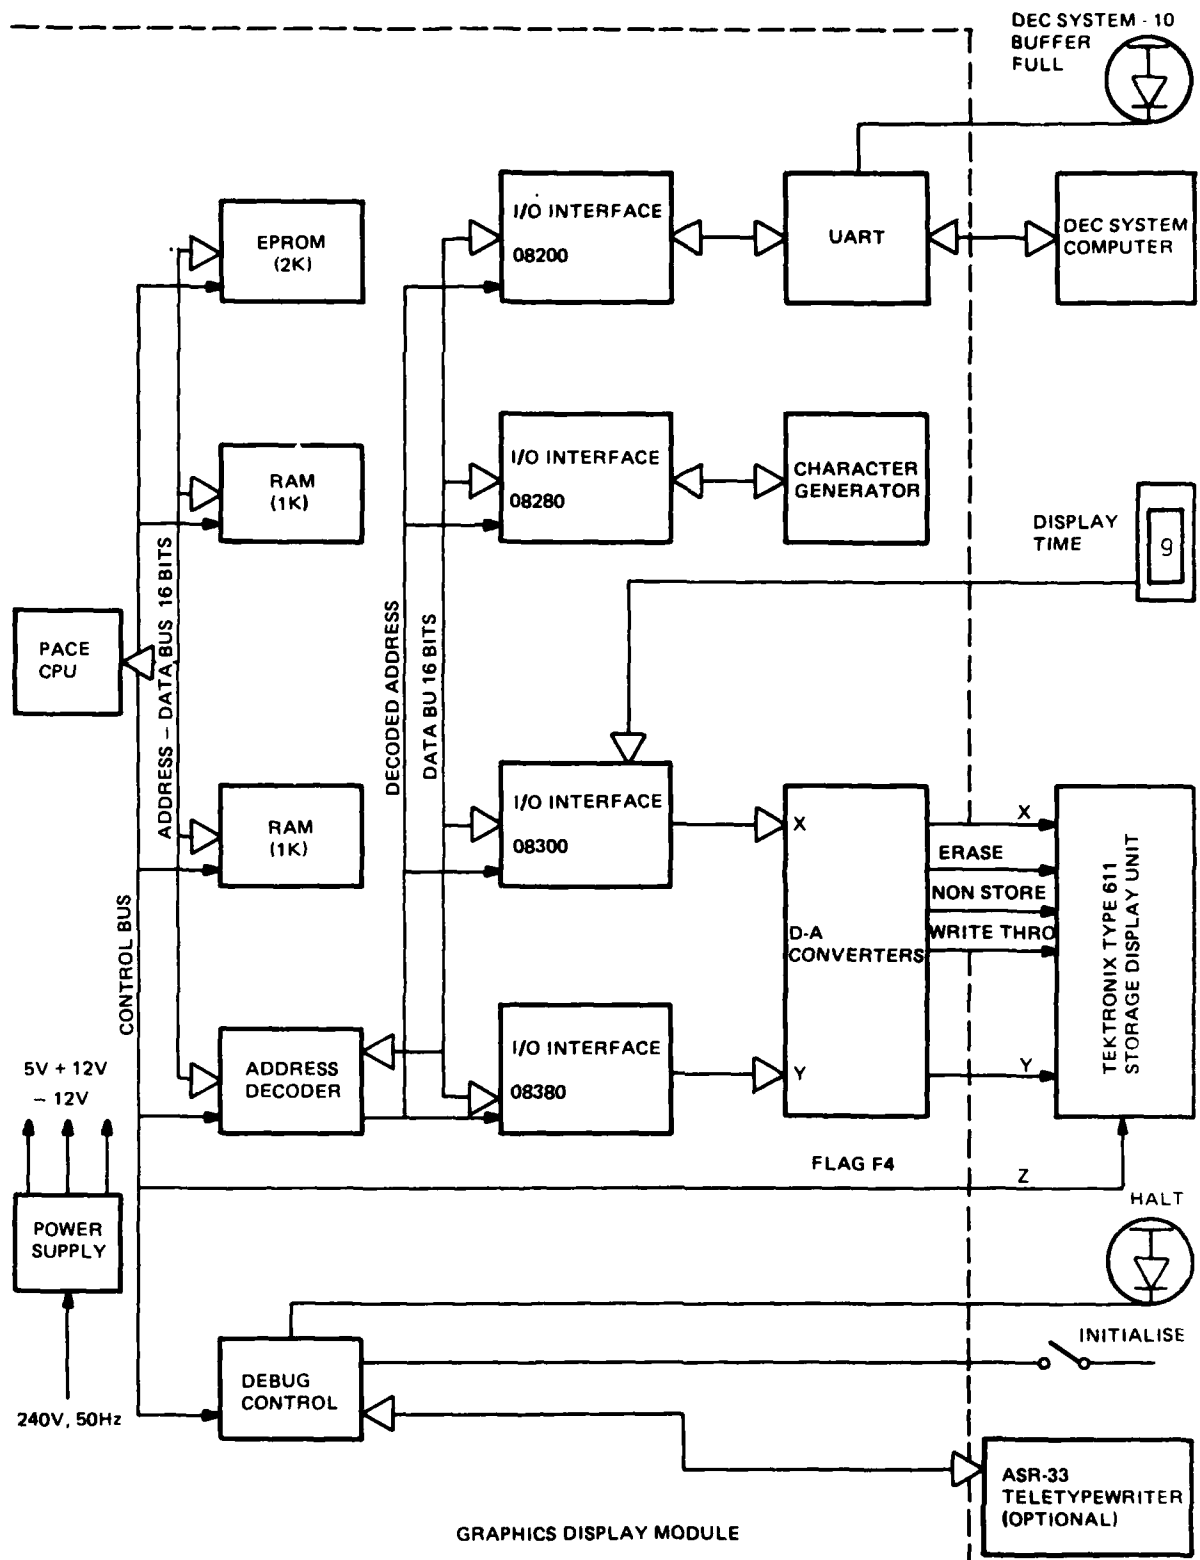 DEC SYSTEM - 10
BUFFER
FULL
EPROM
(2K)
I/O INTERFACE
08200
UART
DEC SYSTEM
COMPUTER
RAM
(1K)
I/O INTERFACE
08280
CHARACTER
GENERATOR
DISPLAY
TIME
9
PACE
CPU
ADDRESS - DATA BUS 16 BITS
DECODED ADDRESS
DATA BU 16 BITS
RAM
(1K)
I/O INTERFACE
08300
X
D-A
CONVERTERS
Y
X
ERASE
NON STORE
WRITE THRO
Y
TEKTRONIX TYPE 611
STORAGE DISPLAY UNIT
CONTROL BUS
ADDRESS
DECODER
I/O INTERFACE
08380
5V + 12V
- 12V
POWER
SUPPLY
240V, 50Hz
FLAG F4
Z
HALT
INITIALISE
DEBUG
CONTROL
ASR-33
TELETYPEWRITER
(OPTIONAL)
GRAPHICS DISPLAY MODULE